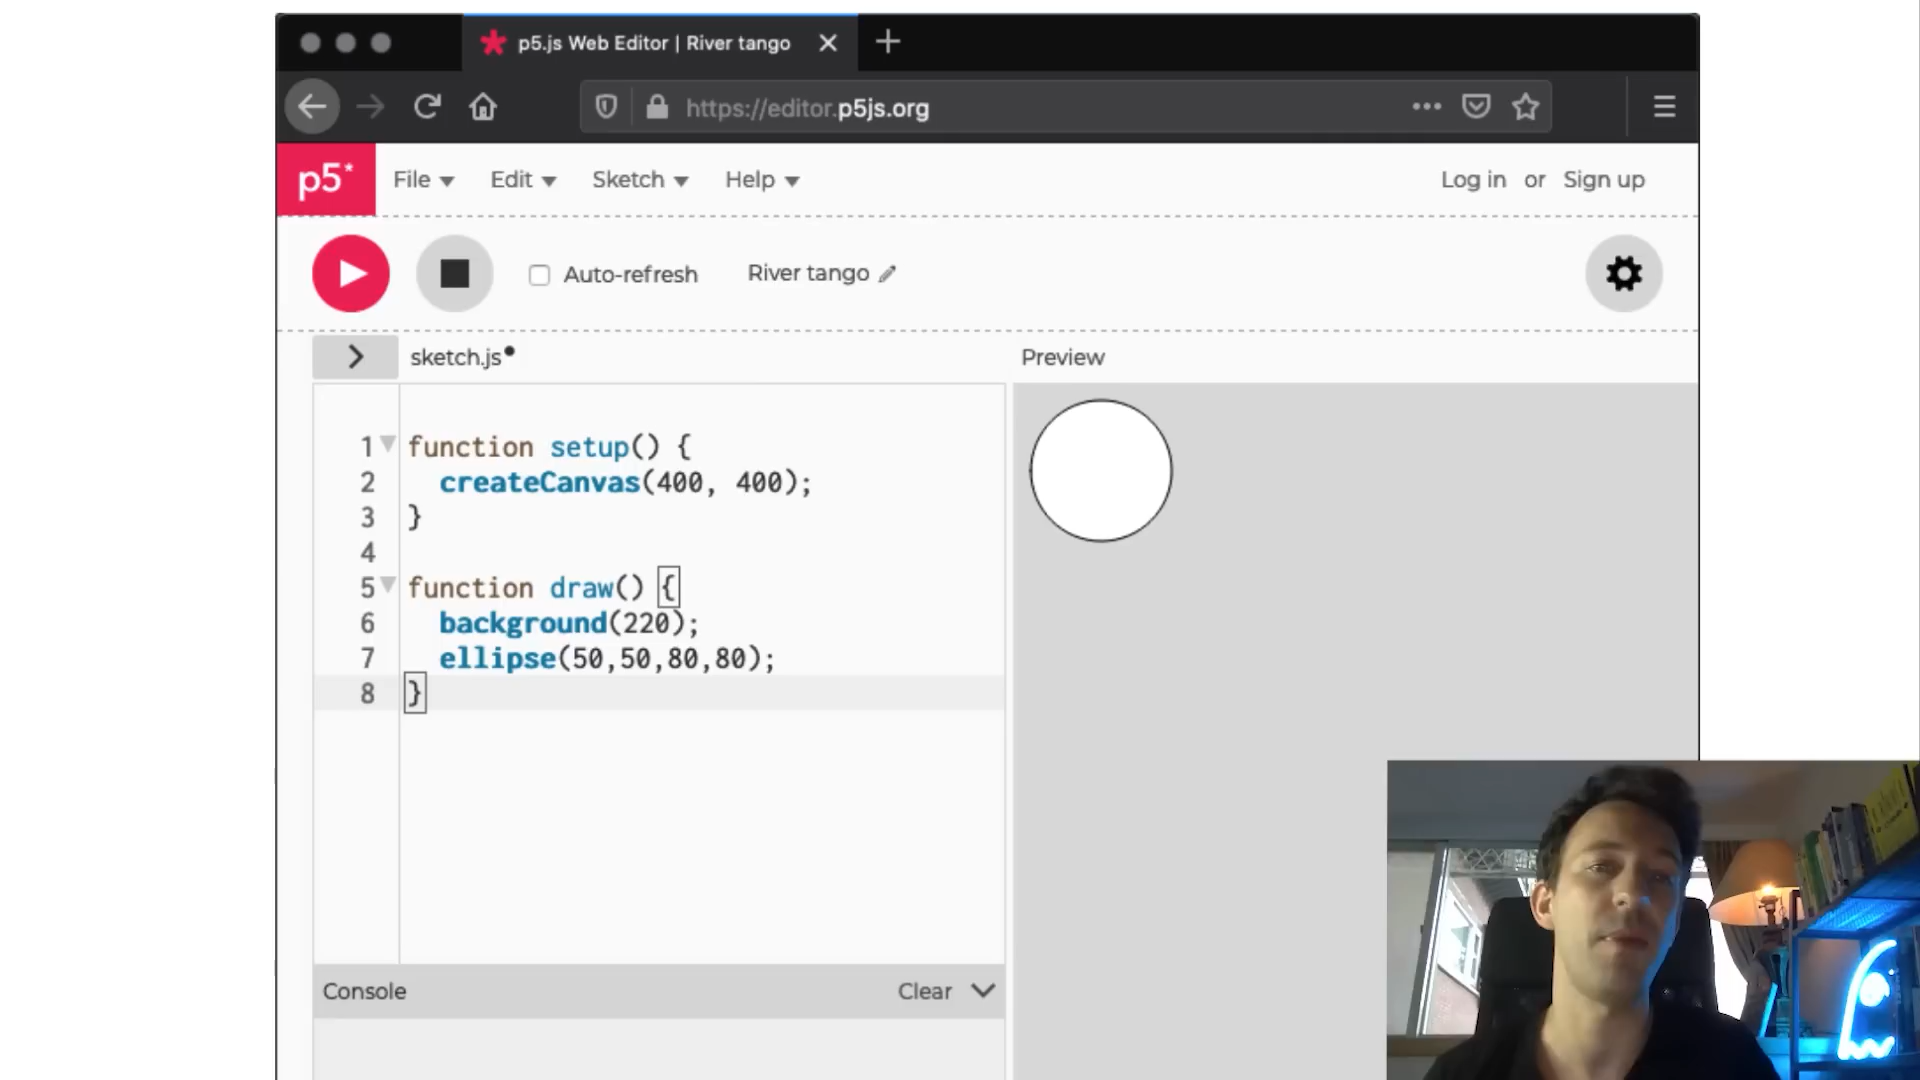 p5.js Web Editor | River tango
https://editor.p5js.org
p5* File Edit Sketch Help Log in or Sign up
Auto-refresh River tango
sketch.js Preview
1 function setup() {
2 createCanvas(400, 400);
3 }
4
5 function draw() {
6 background(220);
7 ellipse(50,50,80,80);
8 }
Console Clear